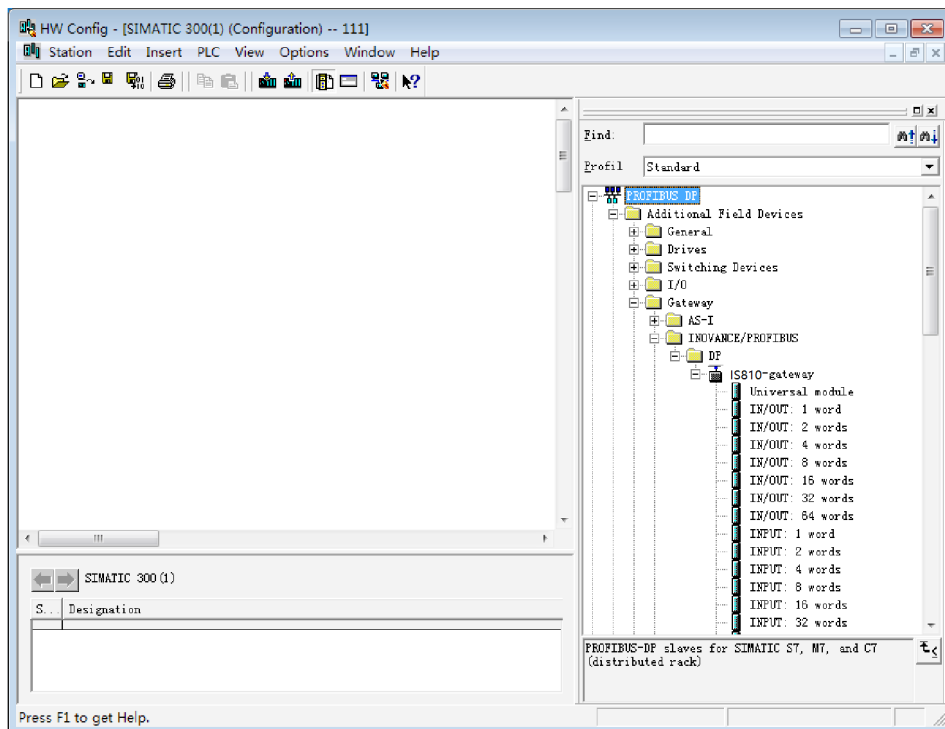 HW Config - [SIMATIC 300(1) (Configuration) -- 111]
Station Edit Insert PLC View Options Window Help
Find:
Profil Standard
PROFIBUS DP
Additional Field Devices
General
Drives
Switching Devices
I/O
Gateway
AS-I
INOVANCE/PROFIBUS
DP
IS810-gateway
Universal module
IN/OUT: 1 word
IN/OUT: 2 words
IN/OUT: 4 words
IN/OUT: 8 words
IN/OUT: 16 words
IN/OUT: 32 words
IN/OUT: 64 words
INPUT: 1 word
INPUT: 2 words
INPUT: 4 words
INPUT: 8 words
INPUT: 16 words
INPUT: 32 words
SIMATIC 300(1)
S... Designation
PROFIBUS-DP slaves for SIMATIC S7, M7, and C7
(distributed rack)
Press F1 to get Help.